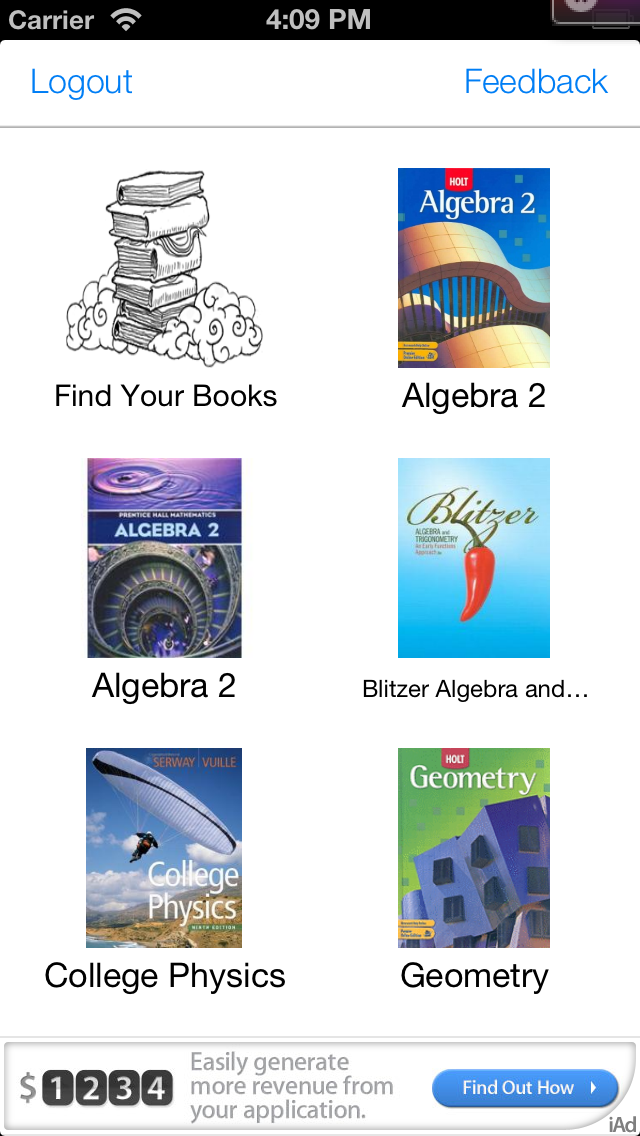 Carrier 4:09 PM
Logout Feedback
HOLT
Algebra 2
Find Your Books
Algebra 2
PRENTICE HALL MATHEMATICS
ALGEBRA 2
Blitzer
ALGEBRA and
TRIGONOMETRY
An Early Functions
Approach
Algebra 2
Blitzer Algebra and…
SERWAY | VUILLE
College
Physics
NINTH EDITION
HOLT
Geometry
College Physics
Geometry
$1234
Easily generate
more revenue from
your application.
Find Out How
iAd